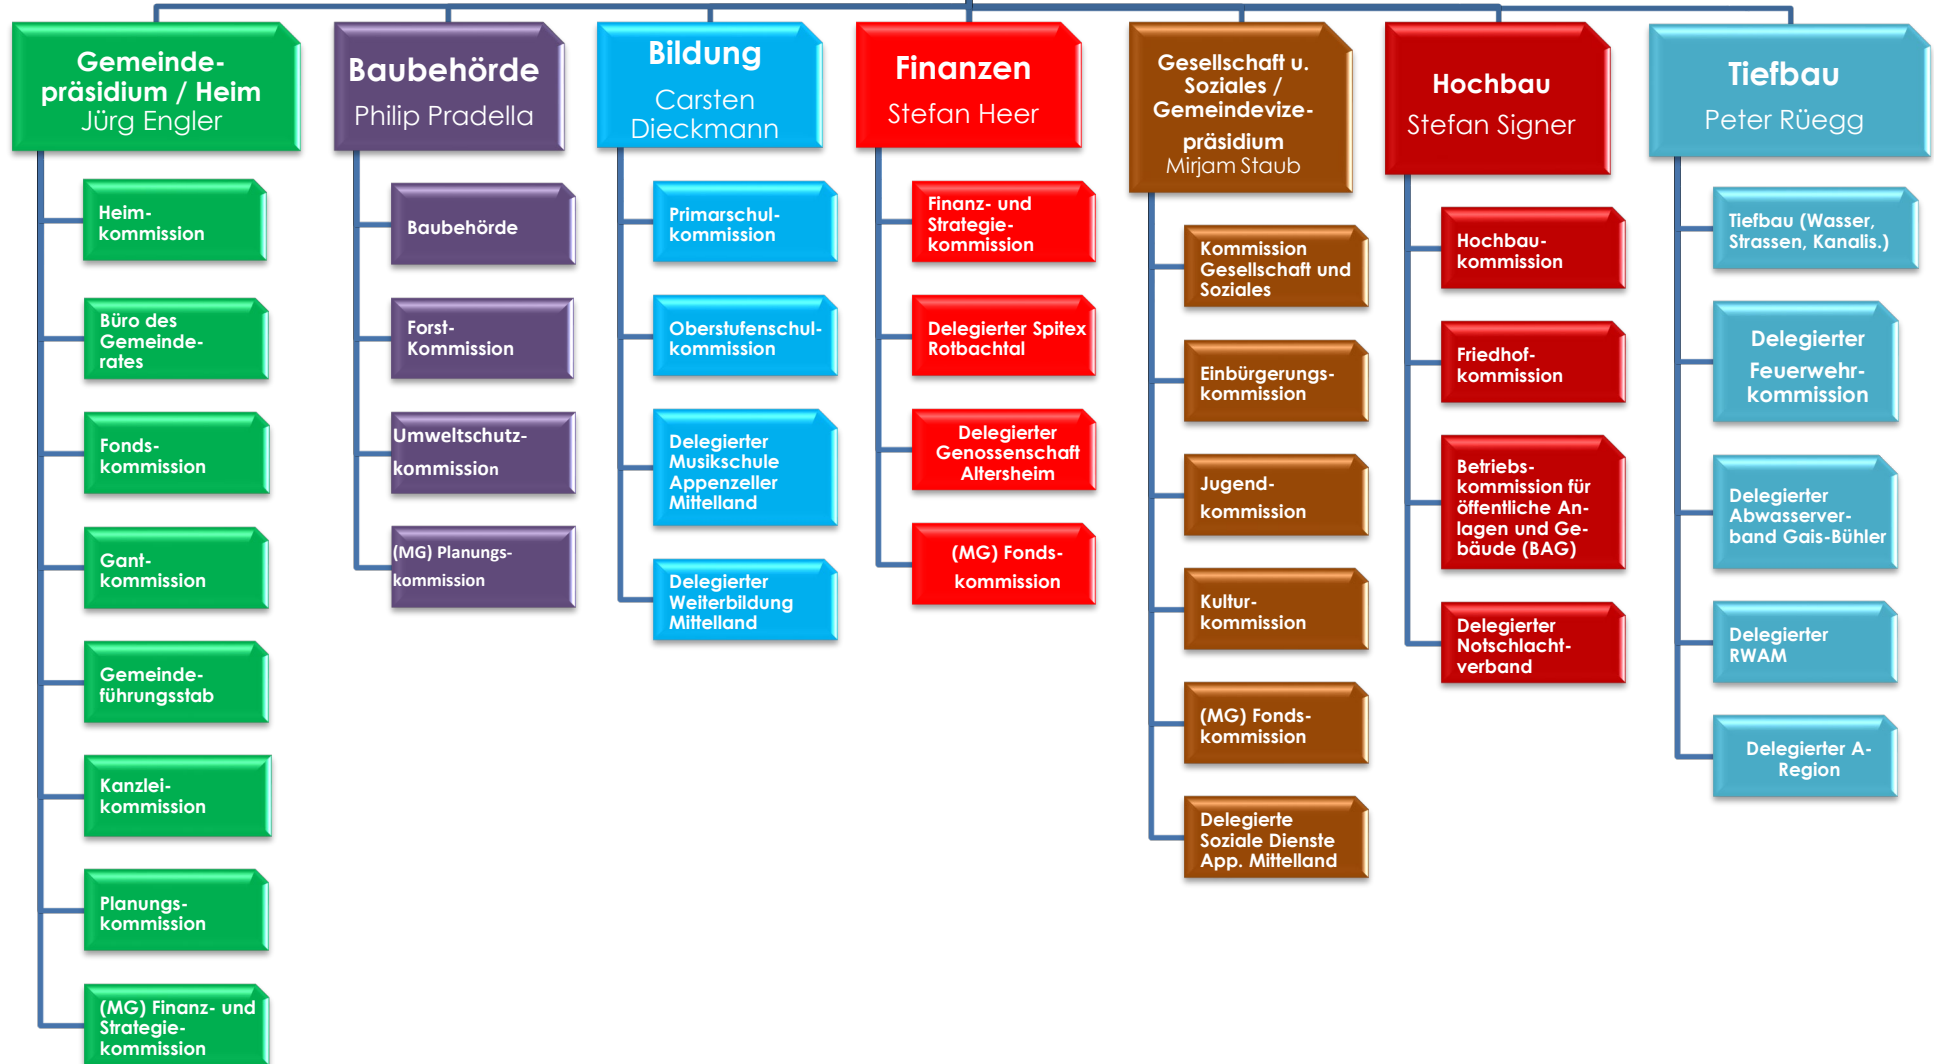 Gemeinde-
präsidium / Heim
Jürg Engler
Heim-
kommission
Büro des
Gemeinde-
rates
Fonds-
kommission
Gant-
kommission
Gemeinde-
führungsstab
Kanzlei-
kommission
Planungs-
kommission
(MG) Finanz- und
Strategie-
kommission
Baubehörde
Philip Pradella
Baubehörde
Forst-
Kommission
Umweltschutz-
kommission
(MG) Planungs-
kommission
Bildung
Carsten
Dieckmann
Primarschul-
kommission
Oberstufenschul-
kommission
Delegierter
Musikschule
Appenzeller
Mittelland
Delegierter
Weiterbildung
Mittelland
Finanzen
Stefan Heer
Finanz- und
Strategie-
kommission
Delegierter Spitex
Rotbachtal
Delegierter
Genossenschaft
Altersheim
(MG) Fonds-
kommission
Gesellschaft u.
Soziales /
Gemeindevize-
präsidium
Mirjam Staub
Kommission
Gesellschaft und
Soziales
Einbürgerungs-
kommission
Jugend-
kommission
Kultur-
kommission
(MG) Fonds-
kommission
Delegierte
Soziale Dienste
App. Mittelland
Hochbau
Stefan Signer
Hochbau-
kommission
Friedhof-
kommission
Betriebs-
kommission für
öffentliche An-
lagen und Ge-
bäude (BAG)
Delegierter
Notschlacht-
verband
Tiefbau
Peter Rüegg
Tiefbau (Wasser,
Strassen, Kanalis.)
Delegierter
Feuerwehr-
kommission
Delegierter
Abwasserver-
band Gais-Bühler
Delegierter
RWAM
Delegierter A-
Region